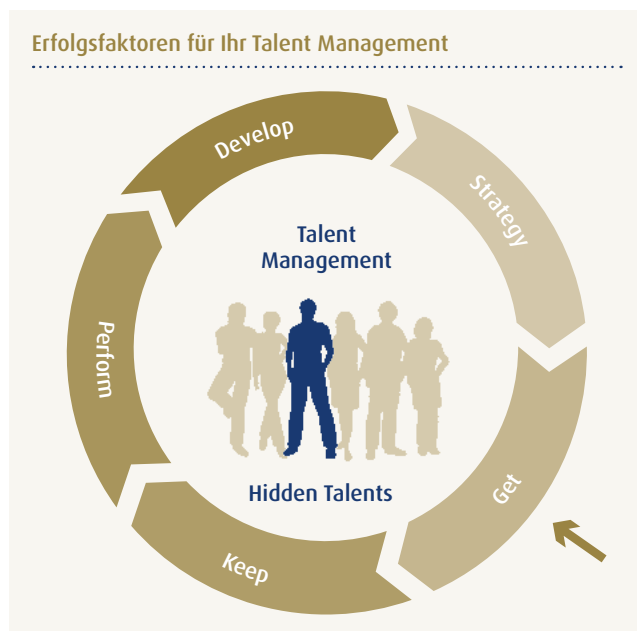 Erfolgsfaktoren für Ihr Talent Management
Develop
Strategy
Talent
Management
Perform
Hidden Talents
Get
Keep